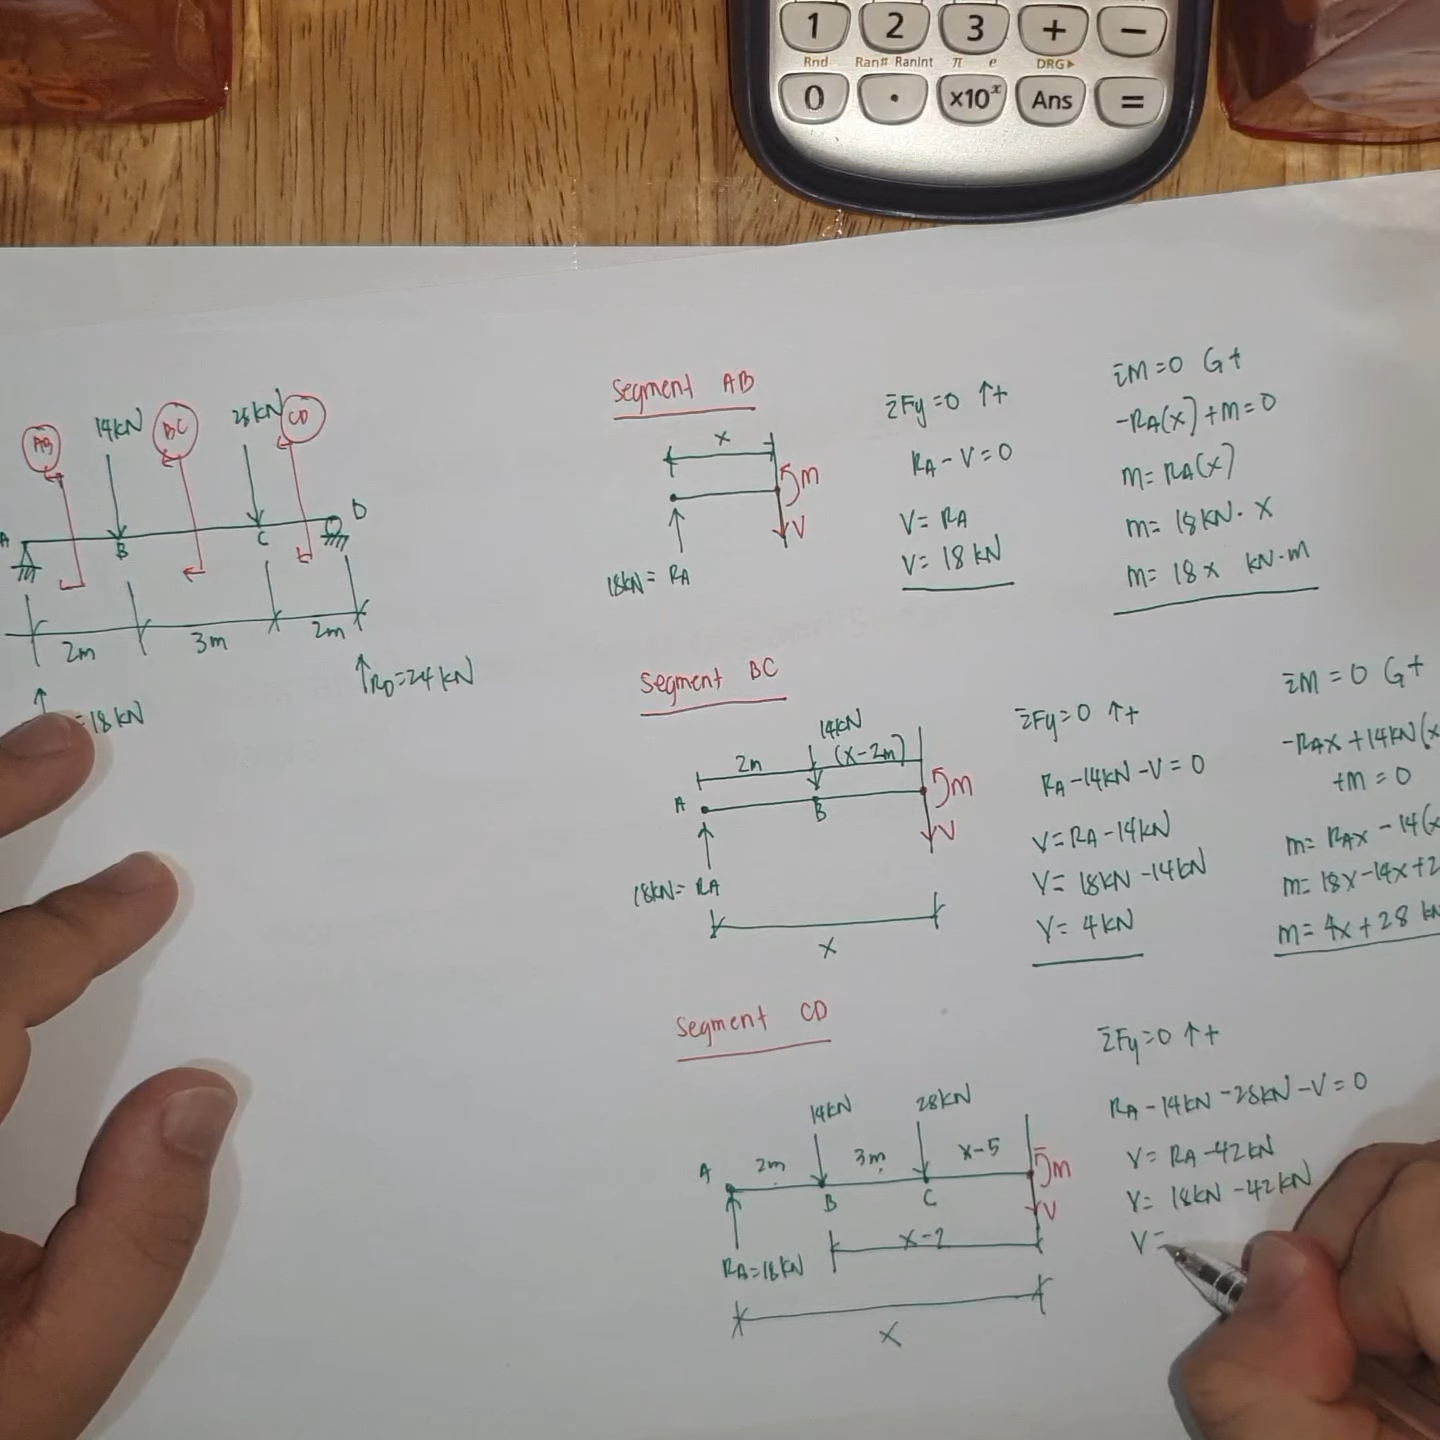 1 2 3 + −
Rnd Ran# RanInt π e DRG▶
0 • ×10ˣ Ans =
AB
14KN
BC
28KN
CD
A
B
C
D
2m
3m
2m
=18KN
↑RD=24KN
Segment AB
x
M
V
18KN = RA
ΣFy=0 ↑+
RA-V=0
V= RA
V= 18KN
ΣM=0 G+
-RA(x)+M=0
M= RA(x)
M= 18KN· X
M= 18x KN·m
Segment BC
14KN
2m
(x-2m)
A
B
M
V
18KN= RA
x
ΣFy=0 ↑+
RA-14KN-V=0
V=RA-14KN
V= 18KN-14KN
V= 4KN
ΣM=0 G+
-RAX+14KN(x
+M=0
M= RAX-14(x
M=18X-14X+2
M= 4x+28 KN
Segment CD
14KN
28KN
A
2m
3m
x-5
B
C
M
V
x-2
RA=18KN
x
ΣFy=0 ↑+
RA-14KN-28KN-V=0
V= RA-42KN
V= 18KN-42KN
V=